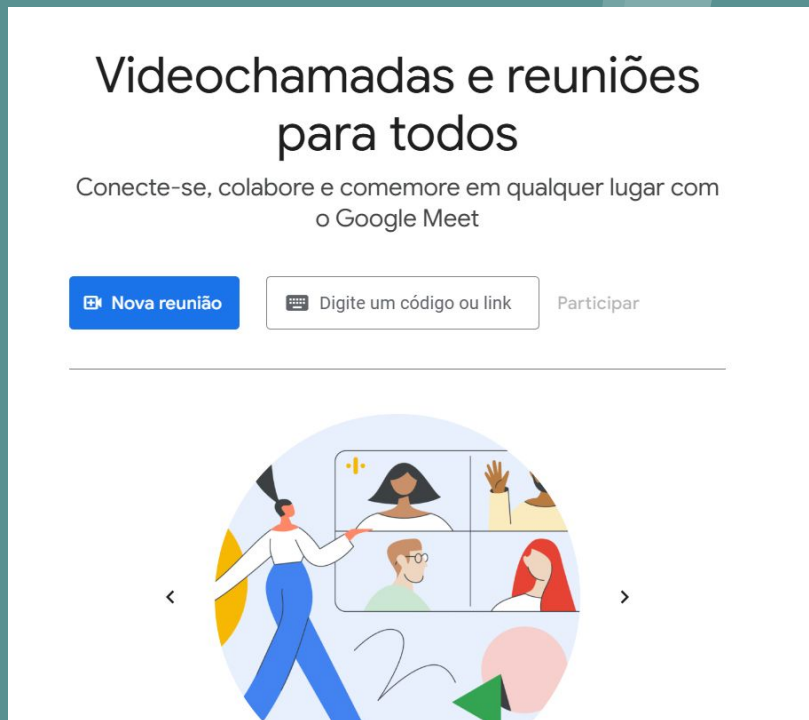 Videochamadas e reuniões
para todos
Conecte-se, colabore e comemore em qualquer lugar com
o Google Meet
Nova reunião
Digite um código ou link
Participar